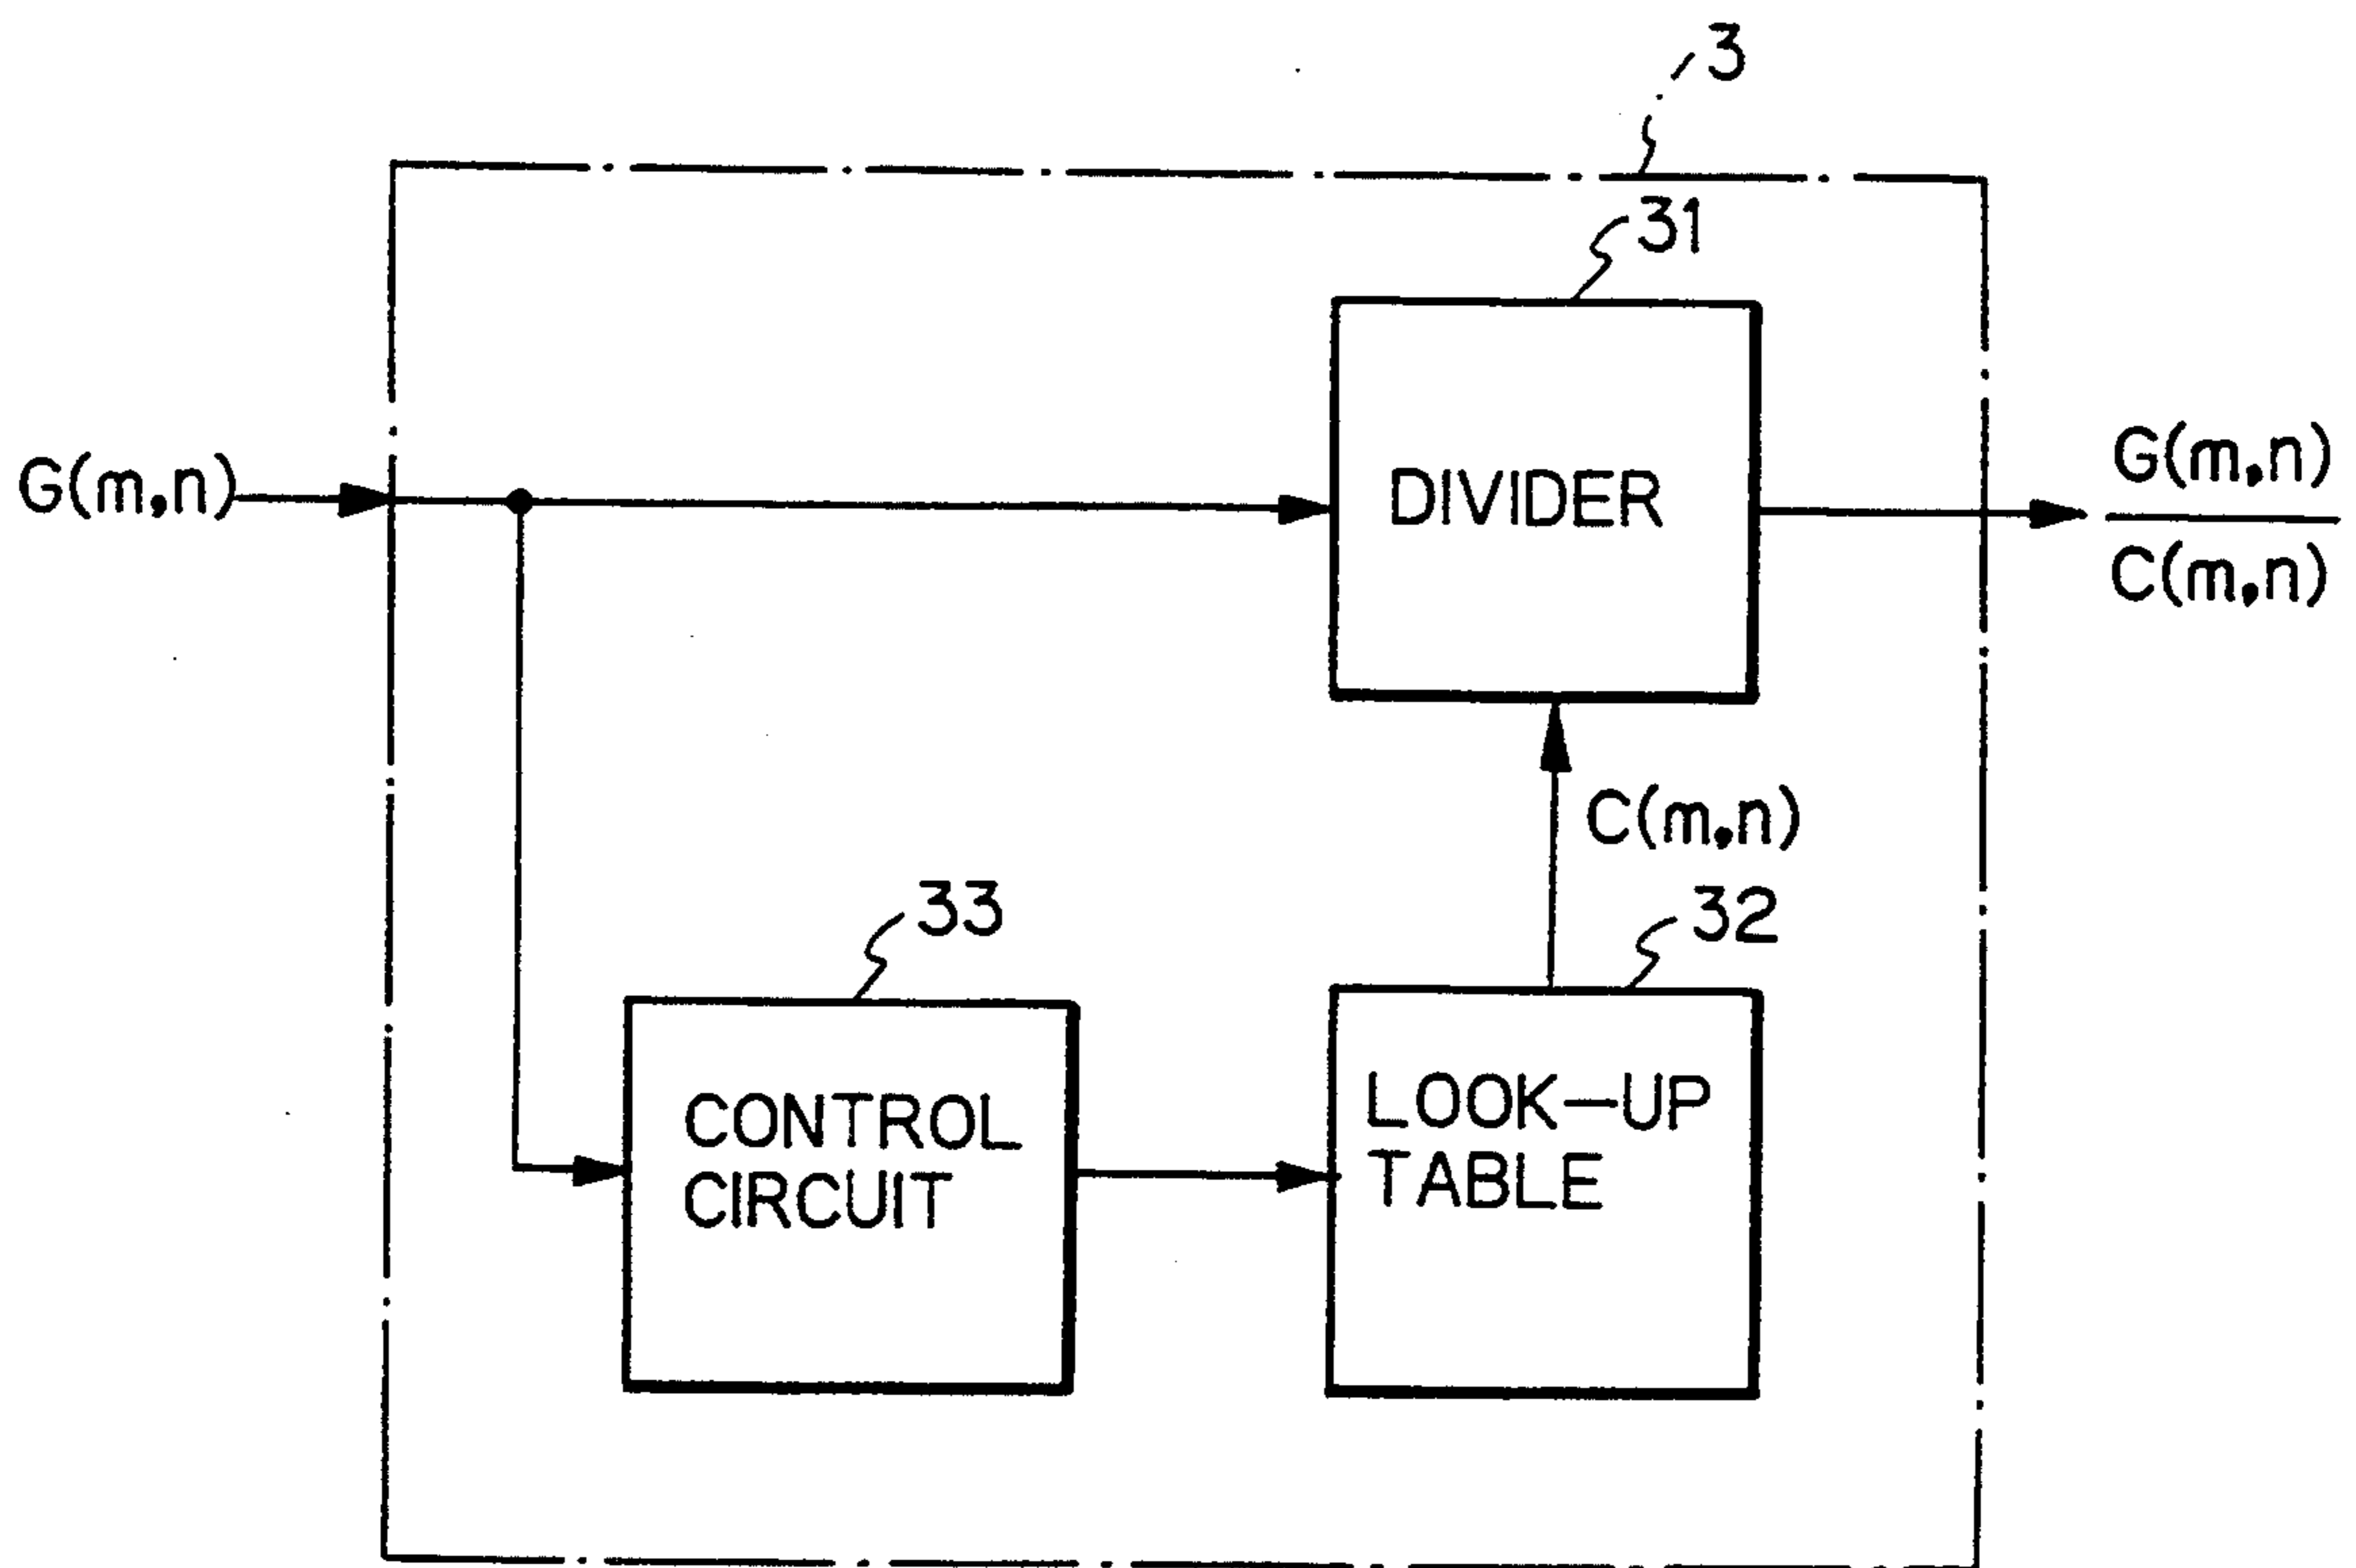 3
31
G(m,n)
DIVIDER
G(m,n)
C(m,n)
C(m,n)
33
32
CONTROL
CIRCUIT
LOOK-UP
TABLE